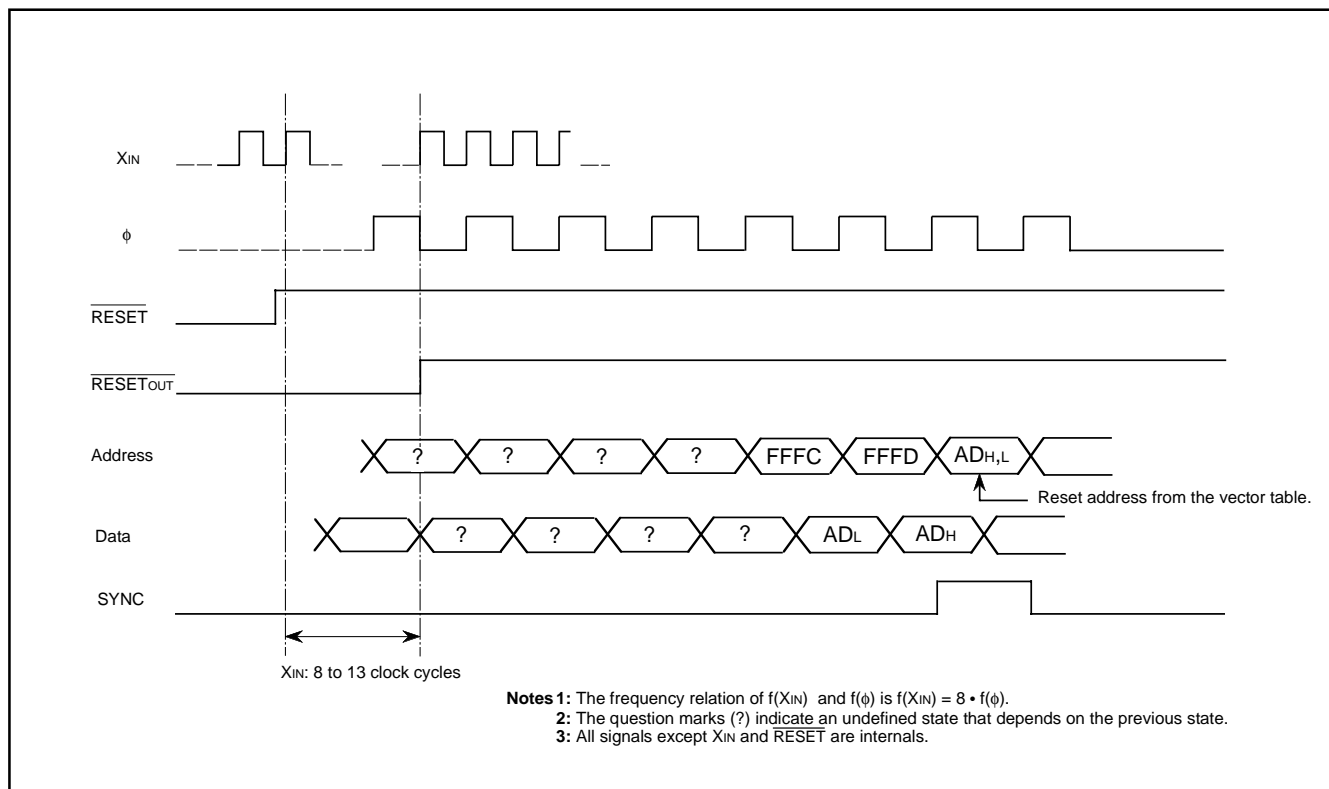 XIN
φ
RESET
RESETOUT
Address ? ? ? ? FFFC FFFD ADH,L
Reset address from the vector table.
Data ? ? ? ? ADL ADH
SYNC
XIN: 8 to 13 clock cycles
Notes 1: The frequency relation of f(XIN) and f(φ) is f(XIN) = 8 • f(φ).
2: The question marks (?) indicate an undefined state that depends on the previous state.
3: All signals except XIN and RESET are internals.